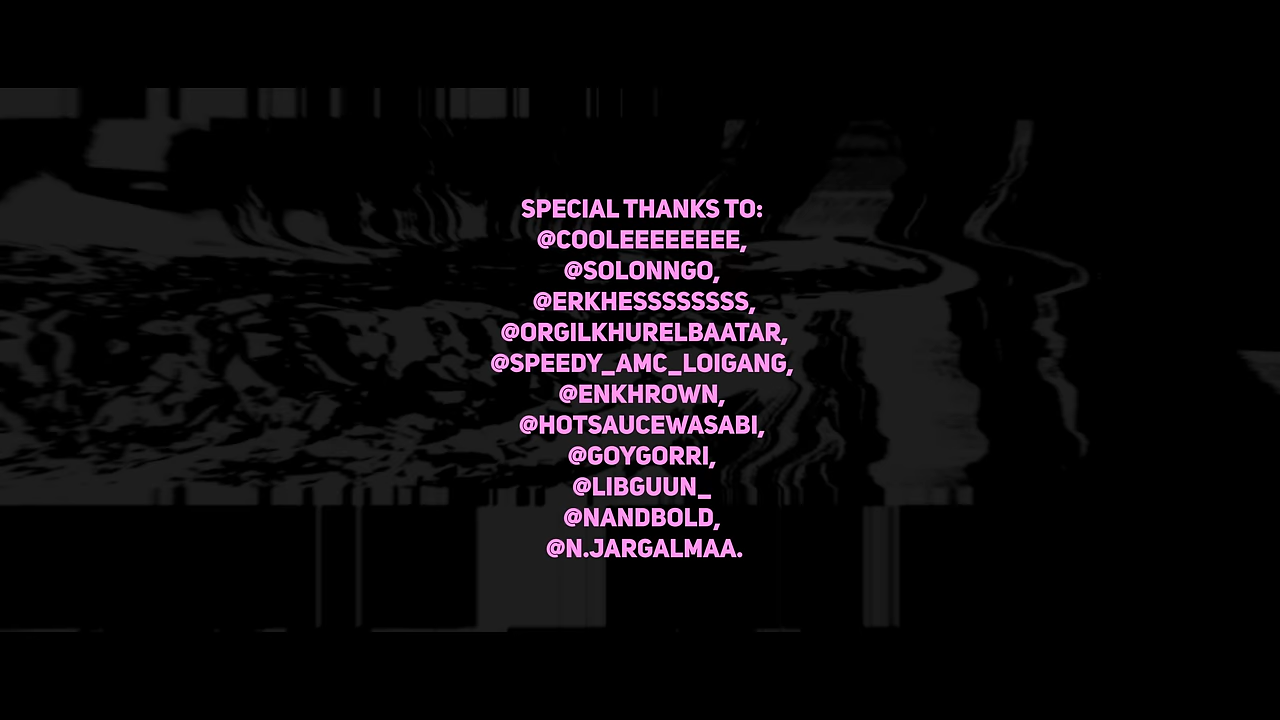 SPECIAL THANKS TO:
@COOLEEEEEEEE,
@SOLONNGO,
@ERKHESSSSSSSS,
@ORGILKHURELBAATAR,
@SPEEDY_AMC_LOIGANG,
@ENKHROWN,
@HOTSAUCEWASABI,
@GOYGORRI,
@LIBGUUN_
@NANDBOLD,
@N.JARGALMAA.